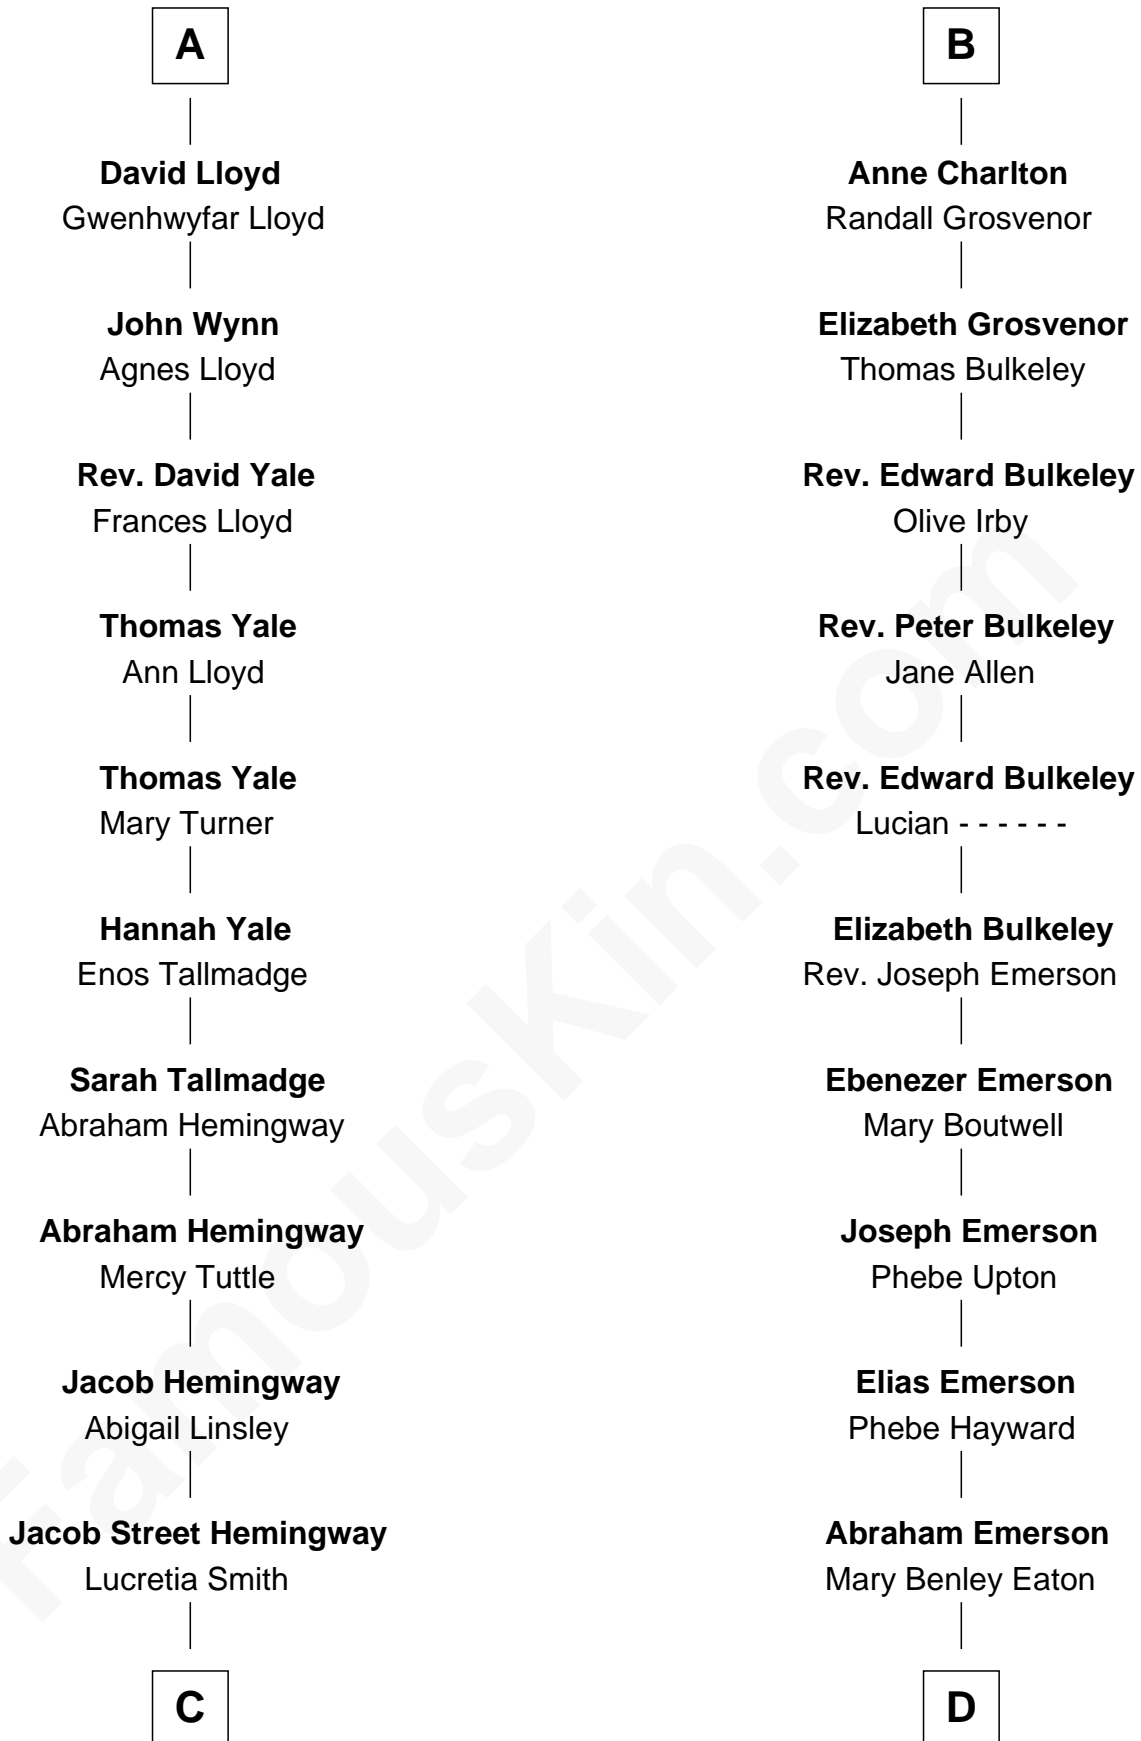 A
David Lloyd
Gwenhwyfar Lloyd
John Wynn
Agnes Lloyd
Rev. David Yale
Frances Lloyd
Thomas Yale
Ann Lloyd
Thomas Yale
Mary Turner
Hannah Yale
Enos Tallmadge
Sarah Tallmadge
Abraham Hemingway
Abraham Hemingway
Mercy Tuttle
Jacob Hemingway
Abigail Linsley
Jacob Street Hemingway
Lucretia Smith
C
B
Anne Charlton
Randall Grosvenor
Elizabeth Grosvenor
Thomas Bulkeley
Rev. Edward Bulkeley
Olive Irby
Rev. Peter Bulkeley
Jane Allen
Rev. Edward Bulkeley
Lucian - - - - - -
Elizabeth Bulkeley
Rev. Joseph Emerson
Ebenezer Emerson
Mary Boutwell
Joseph Emerson
Phebe Upton
Elias Emerson
Phebe Hayward
Abraham Emerson
Mary Benley Eaton
D
FamousKin.com